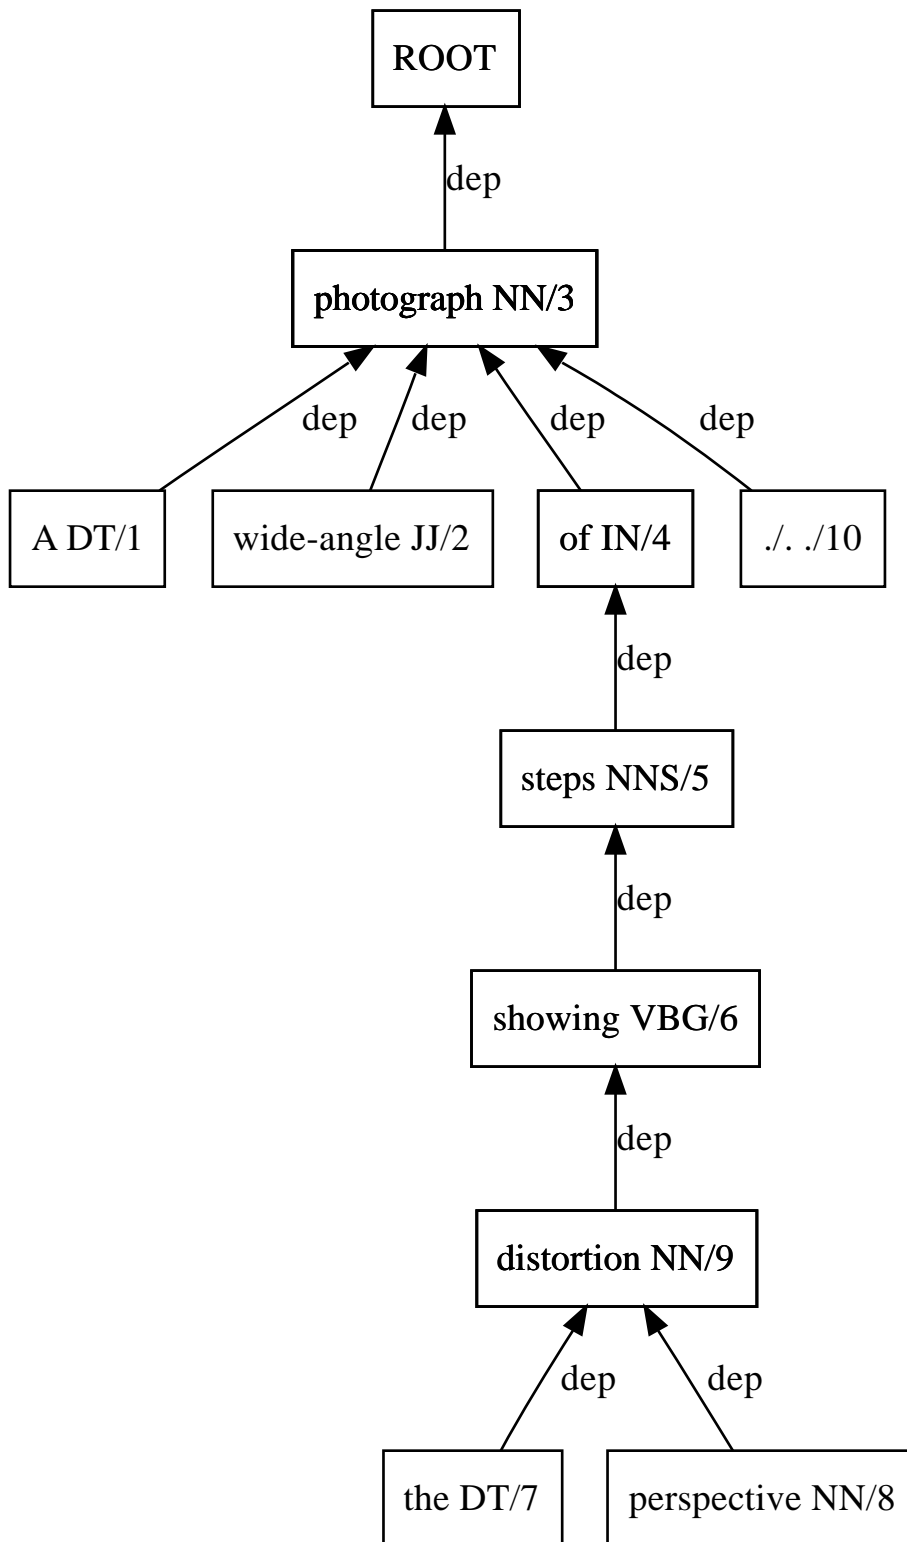 ROOT
dep
photograph NN/3
dep dep dep dep
A DT/1 wide-angle JJ/2 of IN/4 ./. ./10
dep
steps NNS/5
dep
showing VBG/6
dep
distortion NN/9
dep dep
the DT/7 perspective NN/8